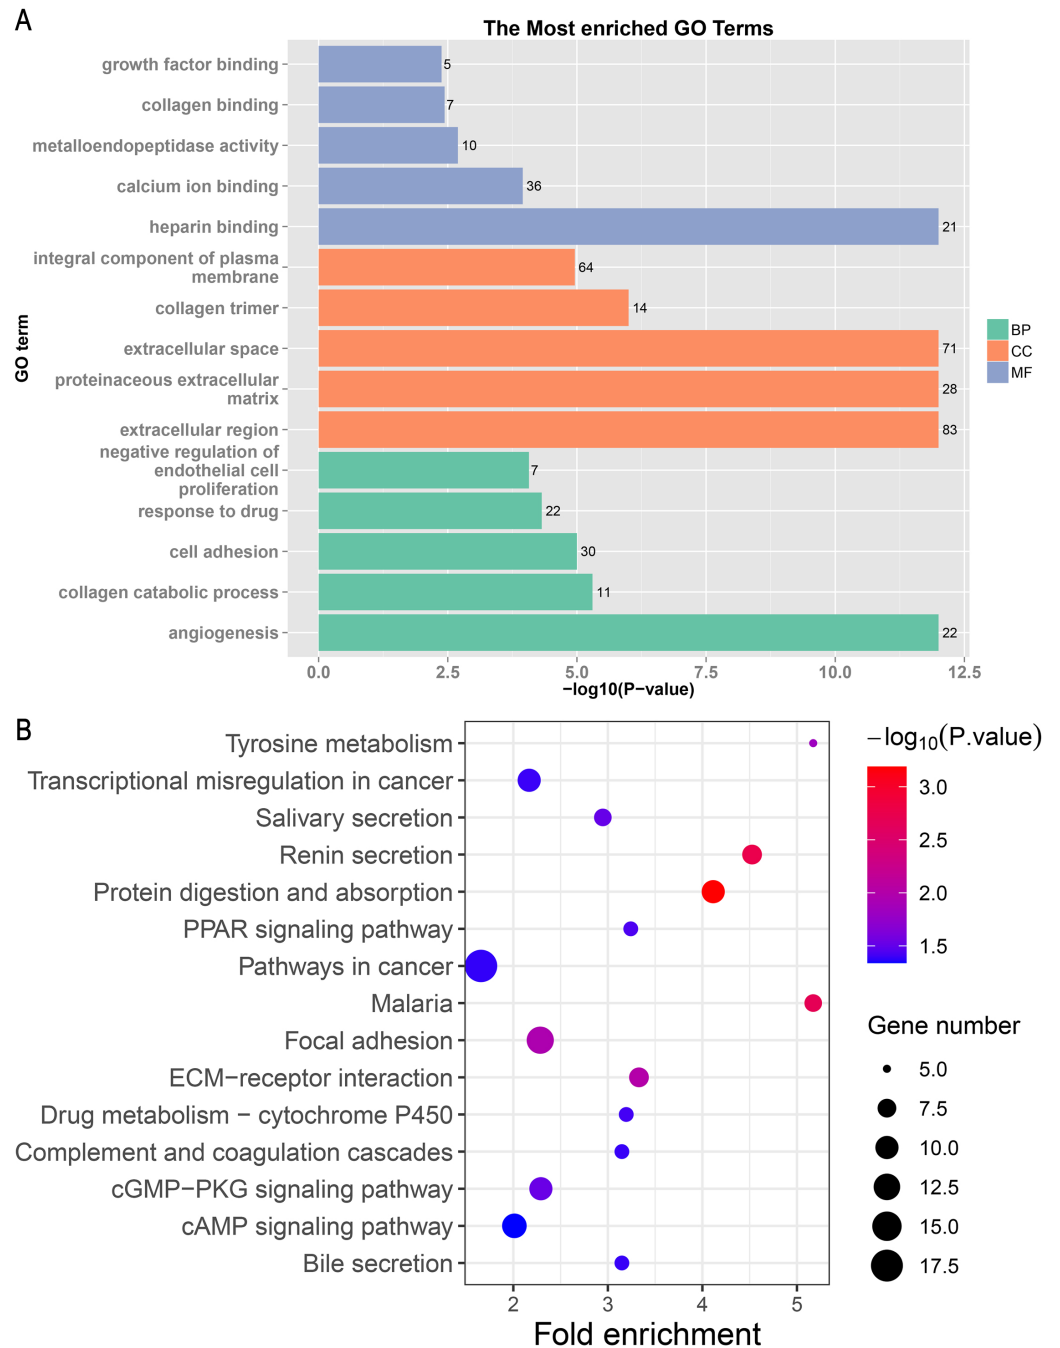 A
The Most enriched GO Terms
growth factor binding
5
collagen binding
7
metalloendopeptidase activity
10
calcium ion binding
36
heparin binding
21
integral component of plasma
membrane
64
collagen trimer
14
extracellular space
71
proteinaceous extracellular
matrix
28
extracellular region
83
negative regulation of
endothelial cell
proliferation
7
response to drug
22
cell adhesion
30
collagen catabolic process
11
angiogenesis
22
GO term
0.0 2.5 5.0 7.5 10.0 12.5
−log10(P−value)
BP
CC
MF
B
Tyrosine metabolism
Transcriptional misregulation in cancer
Salivary secretion
Renin secretion
Protein digestion and absorption
PPAR signaling pathway
Pathways in cancer
Malaria
Focal adhesion
ECM−receptor interaction
Drug metabolism − cytochrome P450
Complement and coagulation cascades
cGMP−PKG signaling pathway
cAMP signaling pathway
Bile secretion
2 3 4 5
Fold enrichment
−log10(P.value)
3.0
2.5
2.0
1.5
Gene number
5.0
7.5
10.0
12.5
15.0
17.5